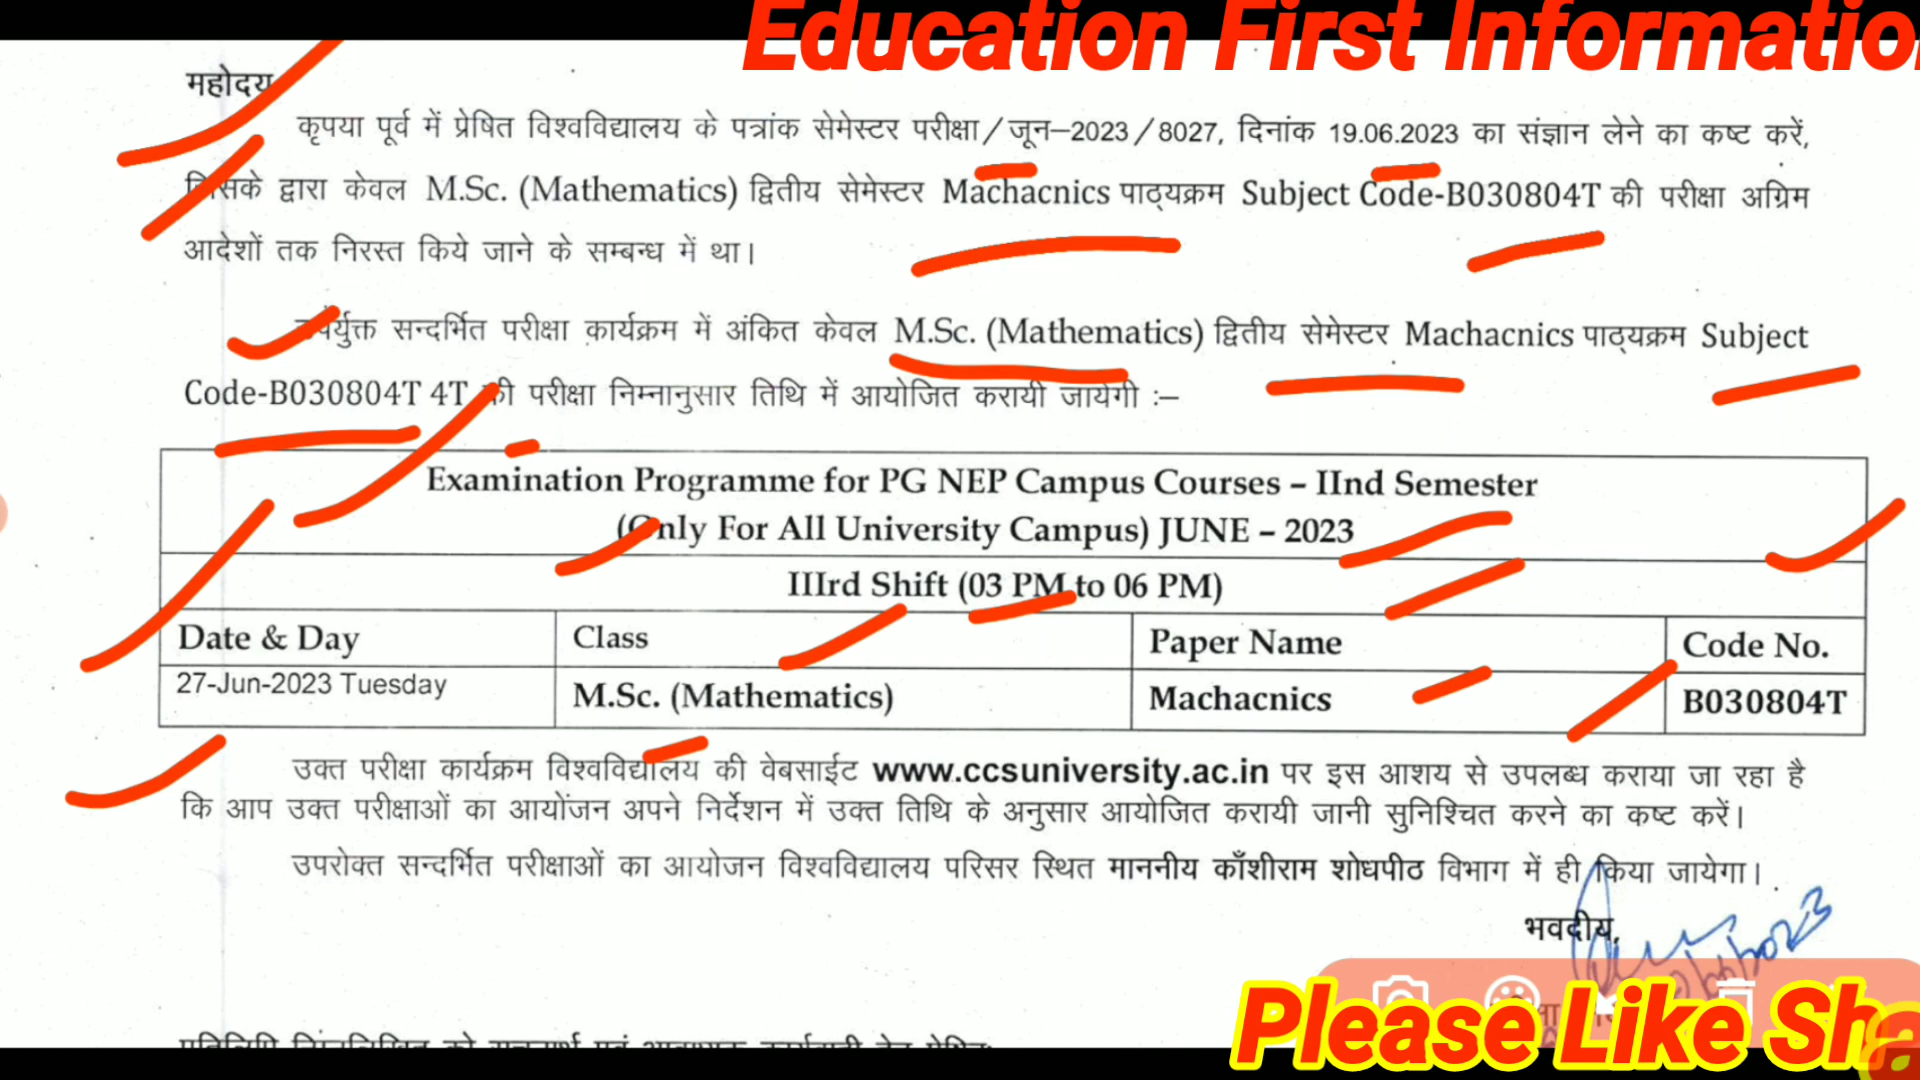 Education First Informatio
महोदय
कृपया पूर्व में प्रेषित विश्वविद्यालय के पत्रांक सेमेस्टर परीक्षा/जून–2023/8027, दिनांक 19.06.2023 का संज्ञान लेने का कष्ट करें,
जिसके द्वारा केवल M.Sc. (Mathematics) द्वितीय सेमेस्टर Machacnics पाठ्यक्रम Subject Code-B030804T की परीक्षा अग्रिम
आदेशों तक निरस्त किये जाने के सम्बन्ध में था।
सन्दर्भित परीक्षा कार्यक्रम में अंकित केवल M.Sc. (Mathematics) द्वितीय सेमेस्टर Machacnics पाठ्यक्रम Subject
Code-B030804T 4T की परीक्षा निम्नानुसार तिथि में आयोजित करायी जायेगी :–
Examination Programme for PG NEP Campus Courses – IInd Semester
(Only For All University Campus) JUNE – 2023
IIIrd Shift (03 PM to 06 PM)
Date & Day Class Paper Name Code No.
27-Jun-2023 Tuesday M.Sc. (Mathematics) Machacnics B030804T
उक्त परीक्षा कार्यक्रम विश्वविद्यालय की वेबसाईट www.ccsuniversity.ac.in पर इस आशय से उपलब्ध कराया जा रहा है
कि आप उक्त परीक्षाओं का आयोंजन अपने निर्देशन में उक्त तिथि के अनुसार आयोजित करायी जानी सुनिश्चित करने का कष्ट करें।
उपरोक्त सन्दर्भित परीक्षाओं का आयोजन विश्वविद्यालय परिसर स्थित माननीय काँशीराम शोधपीठ विभाग में ही किया जायेगा।
भवदीय,
Please Like Sha